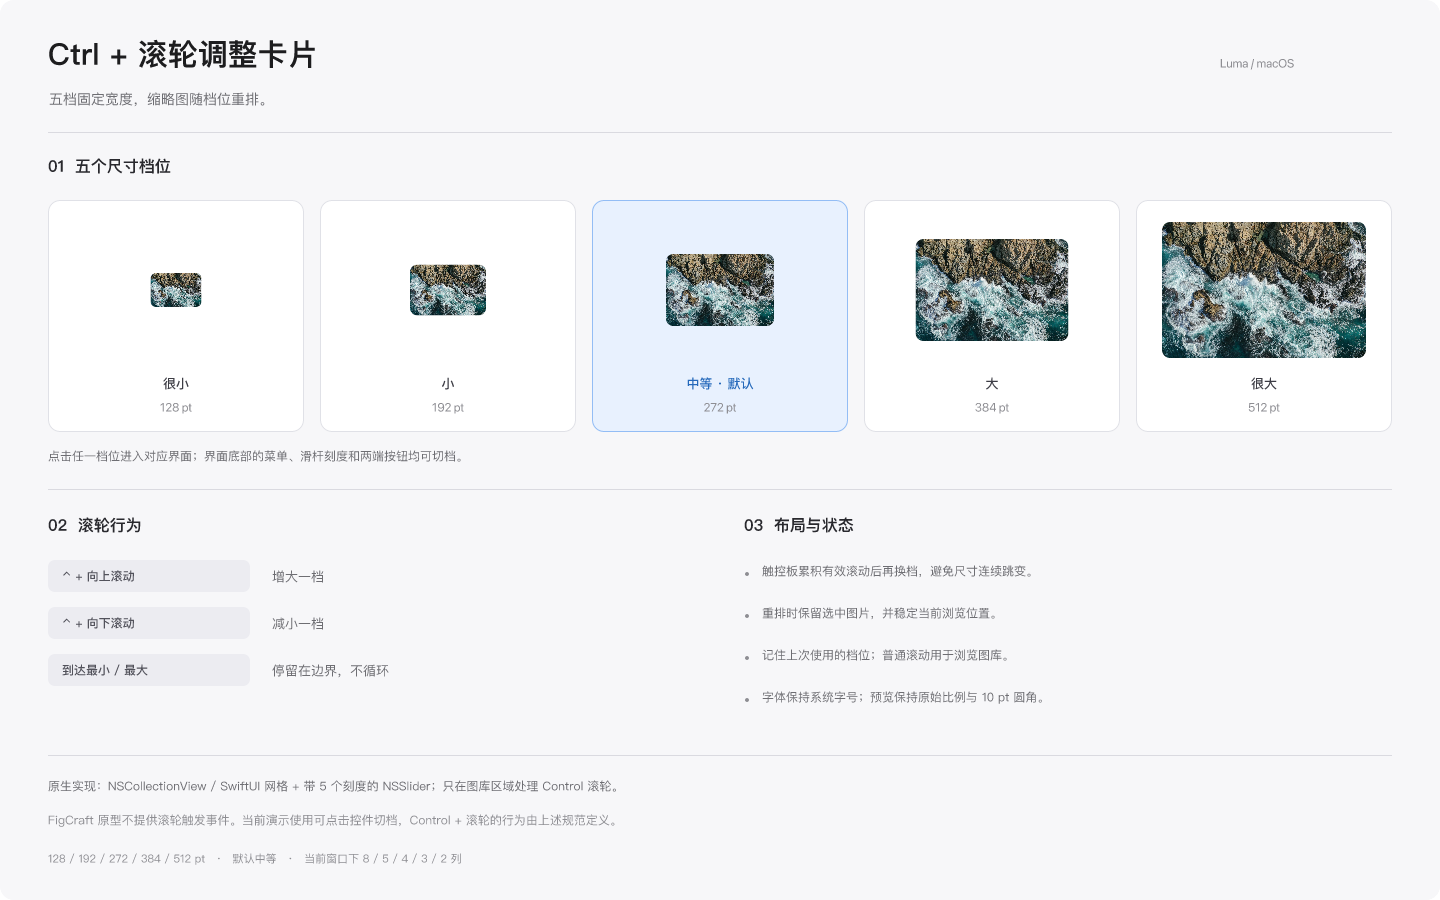 Ctrl + 滚轮调整卡片
Luma / macOS
五档固定宽度，缩略图随档位重排。
01 五个尺寸档位
很小
128 pt
小
192 pt
中等 · 默认
272 pt
大
384 pt
很大
512 pt
点击任一档位进入对应界面；界面底部的菜单、滑杆刻度和两端按钮均可切档。
02 滚轮行为
^ + 向上滚动
增大一档
^ + 向下滚动
减小一档
到达最小 / 最大
停留在边界，不循环
03 布局与状态
• 触控板累积有效滚动后再换档，避免尺寸连续跳变。
• 重排时保留选中图片，并稳定当前浏览位置。
• 记住上次使用的档位；普通滚动用于浏览图库。
• 字体保持系统字号；预览保持原始比例与 10 pt 圆角。
原生实现：NSCollectionView / SwiftUI 网格 + 带 5 个刻度的 NSSlider；只在图库区域处理 Control 滚轮。
FigCraft 原型不提供滚轮触发事件。当前演示使用可点击控件切档，Control + 滚轮的行为由上述规范定义。
128 / 192 / 272 / 384 / 512 pt · 默认中等 · 当前窗口下 8 / 5 / 4 / 3 / 2 列